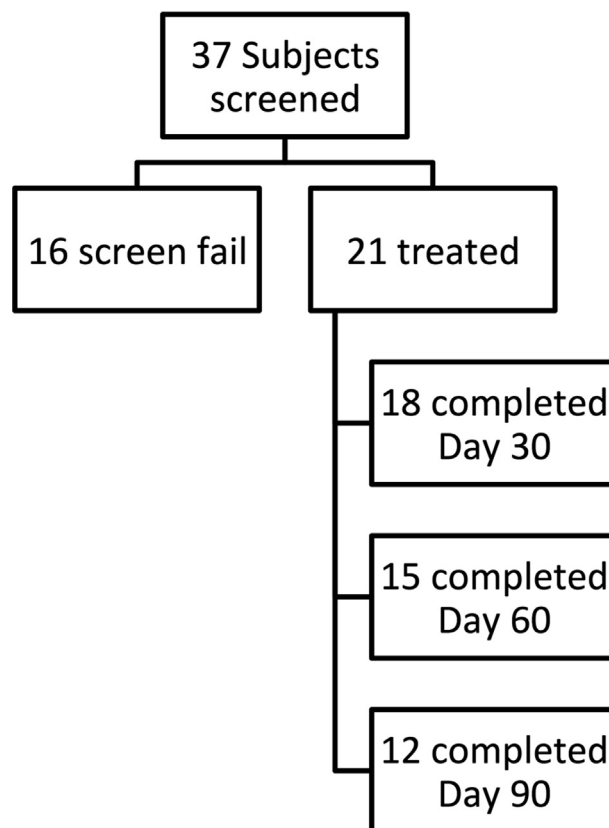 37 Subjects
screened
16 screen fail
21 treated
18 completed
Day 30
15 completed
Day 60
12 completed
Day 90